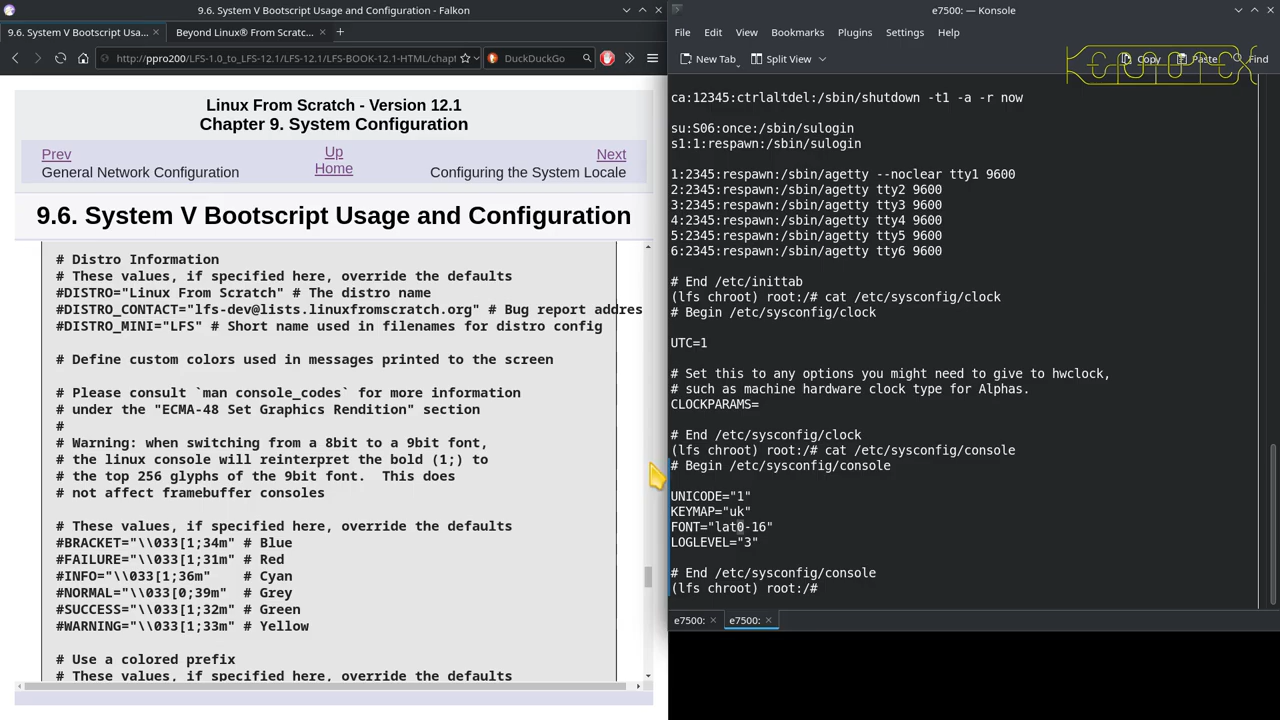 9.6. System V Bootscript Usage and Configuration - Falkon
9.6. System V Bootscript Usa...
Beyond Linux® From Scratc...
http://ppro200/LFS-1.0_to_LFS-12.1/LFS-12.1/LFS-BOOK-12.1-HTML/chapt
DuckDuckGo
Linux From Scratch - Version 12.1
Chapter 9. System Configuration
Prev
Up
Next
General Network Configuration
Home
Configuring the System Locale
9.6. System V Bootscript Usage and Configuration
# Distro Information
# These values, if specified here, override the defaults
#DISTRO="Linux From Scratch" # The distro name
#DISTRO_CONTACT="lfs-dev@lists.linuxfromscratch.org" # Bug report addres
#DISTRO_MINI="LFS" # Short name used in filenames for distro config
# Define custom colors used in messages printed to the screen
# Please consult `man console_codes` for more information
# under the "ECMA-48 Set Graphics Rendition" section
#
# Warning: when switching from a 8bit to a 9bit font,
# the linux console will reinterpret the bold (1;) to
# the top 256 glyphs of the 9bit font.  This does
# not affect framebuffer consoles
# These values, if specified here, override the defaults
#BRACKET="\\033[1;34m" # Blue
#FAILURE="\\033[1;31m" # Red
#INFO="\\033[1;36m"    # Cyan
#NORMAL="\\033[0;39m"  # Grey
#SUCCESS="\\033[1;32m" # Green
#WARNING="\\033[1;33m" # Yellow
# Use a colored prefix
# These values, if specified here, override the defaults
e7500: — Konsole
File Edit View Bookmarks Plugins Settings Help
New Tab
Split View
Copy
Paste
Find
ca:12345:ctrlaltdel:/sbin/shutdown -t1 -a -r now
su:S06:once:/sbin/sulogin
s1:1:respawn:/sbin/sulogin
1:2345:respawn:/sbin/agetty --noclear tty1 9600
2:2345:respawn:/sbin/agetty tty2 9600
3:2345:respawn:/sbin/agetty tty3 9600
4:2345:respawn:/sbin/agetty tty4 9600
5:2345:respawn:/sbin/agetty tty5 9600
6:2345:respawn:/sbin/agetty tty6 9600
# End /etc/inittab
(lfs chroot) root:/# cat /etc/sysconfig/clock
# Begin /etc/sysconfig/clock
UTC=1
# Set this to any options you might need to give to hwclock,
# such as machine hardware clock type for Alphas.
CLOCKPARAMS=
# End /etc/sysconfig/clock
(lfs chroot) root:/# cat /etc/sysconfig/console
# Begin /etc/sysconfig/console
UNICODE="1"
KEYMAP="uk"
FONT="lat0-16"
LOGLEVEL="3"
# End /etc/sysconfig/console
(lfs chroot) root:/#
e7500:
e7500: